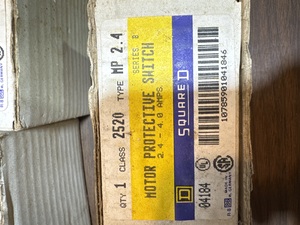 QTY. 1 CLASS 2520 TYPE MP 2.4
SERIES: B
MOTOR PROTECTIVE SWITCH
2.4 - 4.0 AMPS.
D SQUARE D
04184
10785901041846